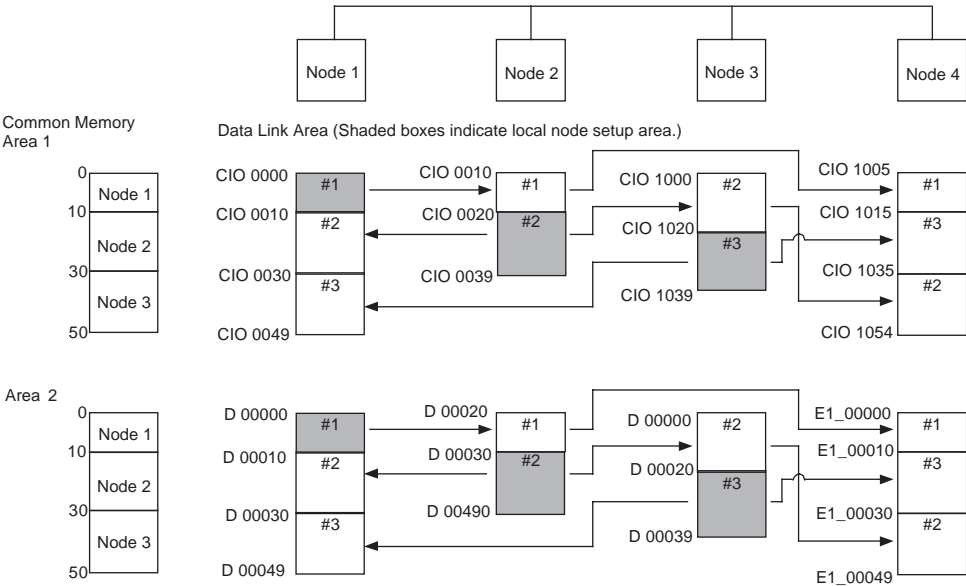 Node 1
Node 2
Node 3
Node 4
Common Memory
Area 1
Data Link Area (Shaded boxes indicate local node setup area.)
0
Node 1
10
Node 2
30
Node 3
50
CIO 0000
#1
CIO 0010
#2
CIO 0030
#3
CIO 0049
CIO 0010
#1
CIO 0020
#2
CIO 0039
CIO 1000
#2
CIO 1020
#3
CIO 1039
CIO 1005
#1
CIO 1015
#3
CIO 1035
#2
CIO 1054
Area 2
0
Node 1
10
Node 2
30
Node 3
50
D 00000
#1
D 00010
#2
D 00030
#3
D 00049
D 00020
#1
D 00030
#2
D 00490
D 00000
#2
D 00020
#3
D 00039
E1_00000
#1
E1_00010
#3
E1_00030
#2
E1_00049